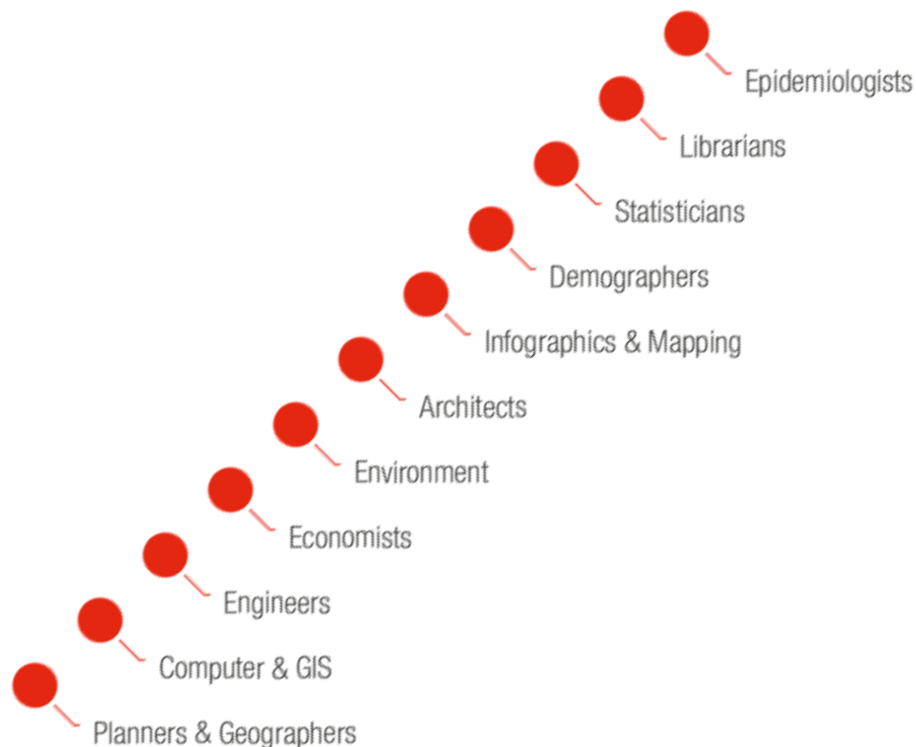 Epidemiologists
Librarians
Statisticians
Demographers
Infographics & Mapping
Architects
Environment
Economists
Engineers
Computer & GIS
Planners & Geographers